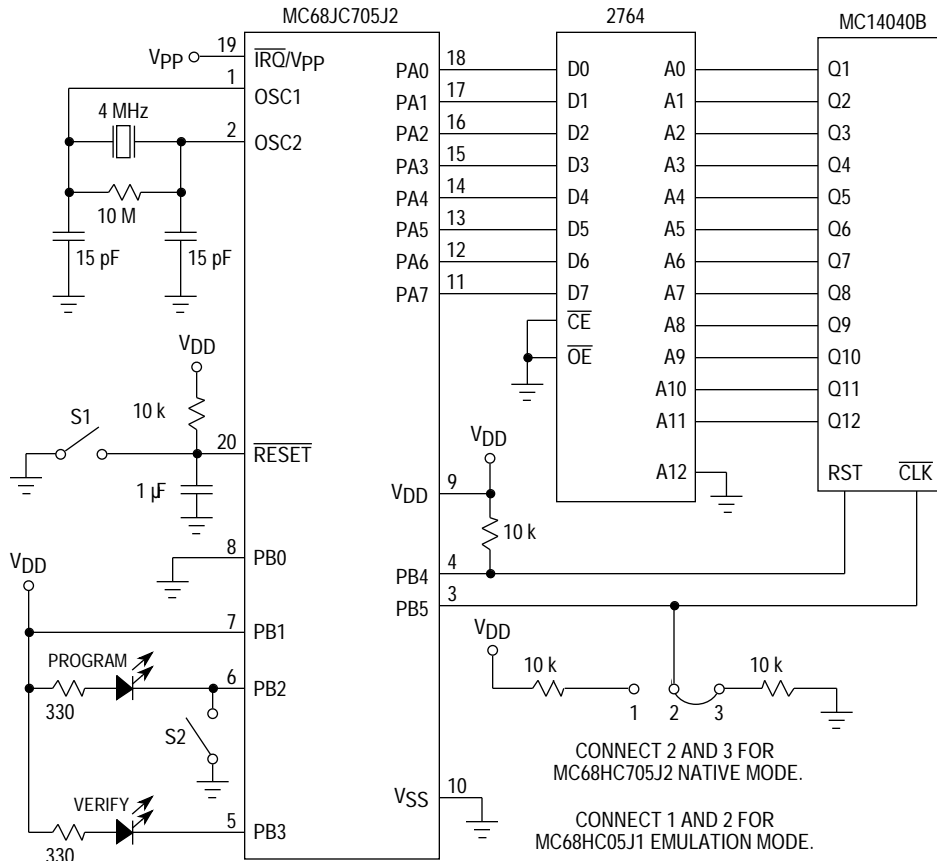 MC68JC705J2
2764
MC14040B
VPP
19
IRQ/VPP
1
OSC1
4 MHz
2
OSC2
10 M
15 pF
15 pF
VDD
10 k
S1
20
RESET
1 µF
8
PB0
VDD
7
PB1
PROGRAM
330
6
PB2
S2
VERIFY
330
5
PB3
PA0
18
D0
A0
Q1
PA1
17
D1
A1
Q2
PA2
16
D2
A2
Q3
PA3
15
D3
A3
Q4
PA4
14
D4
A4
Q5
PA5
13
D5
A5
Q6
PA6
12
D6
A6
Q7
PA7
11
D7
A7
Q8
CE
A8
Q9
OE
A9
Q10
A10
Q11
A11
Q12
VDD
A12
RST
CLK
VDD
9
10 k
PB4
4
PB5
3
VDD
10 k
10 k
1
2
3
CONNECT 2 AND 3 FOR
MC68HC705J2 NATIVE MODE.
VSS
10
CONNECT 1 AND 2 FOR
MC68HC05J1 EMULATION MODE.